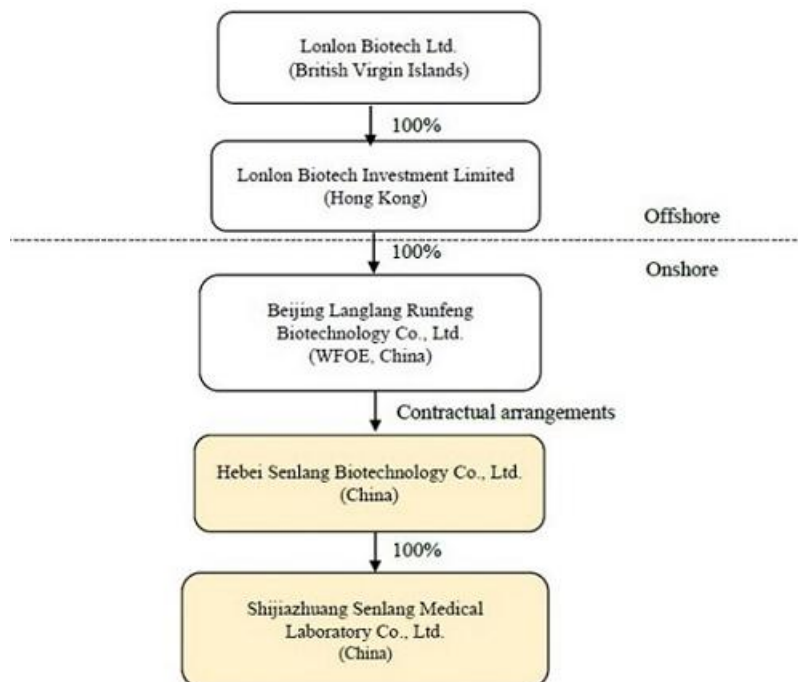 Lonlon Biotech Ltd.
(British Virgin Islands)
100%
Lonlon Biotech Investment Limited
(Hong Kong)
Offshore
100%
Onshore
Beijing Langlang Runfeng
Biotechnology Co., Ltd.
(WFOE, China)
Contractual arrangements
Hebei Senlang Biotechnology Co., Ltd.
(China)
100%
Shijiazhuang Senlang Medical
Laboratory Co., Ltd.
(China)